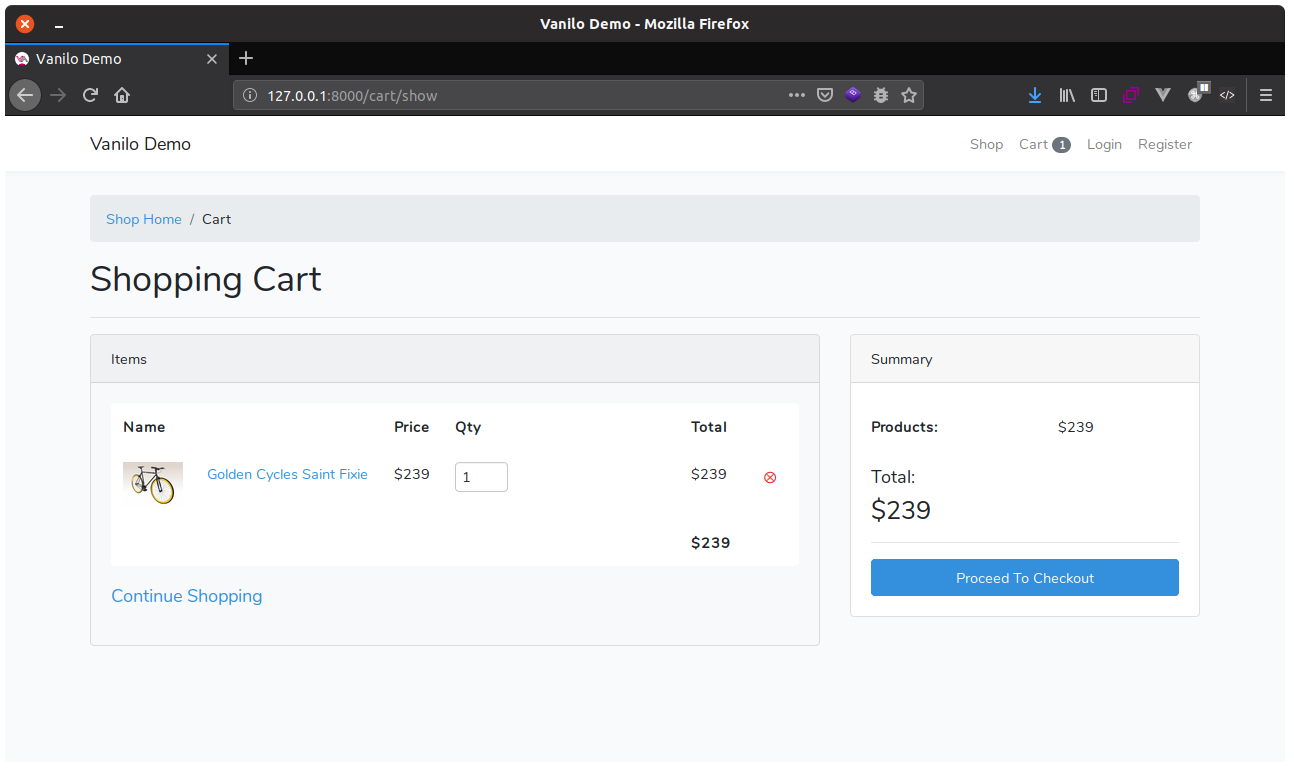 Vanilo Demo - Mozilla Firefox
Vanilo Demo
127.0.0.1:8000/cart/show
Vanilo Demo Shop Cart 1 Login Register
Shop Home / Cart
Shopping Cart
Items
Name Price Qty Total
Golden Cycles Saint Fixie $239 1 $239
$239
Continue Shopping
Summary
Products: $239
Total:
$239
Proceed To Checkout